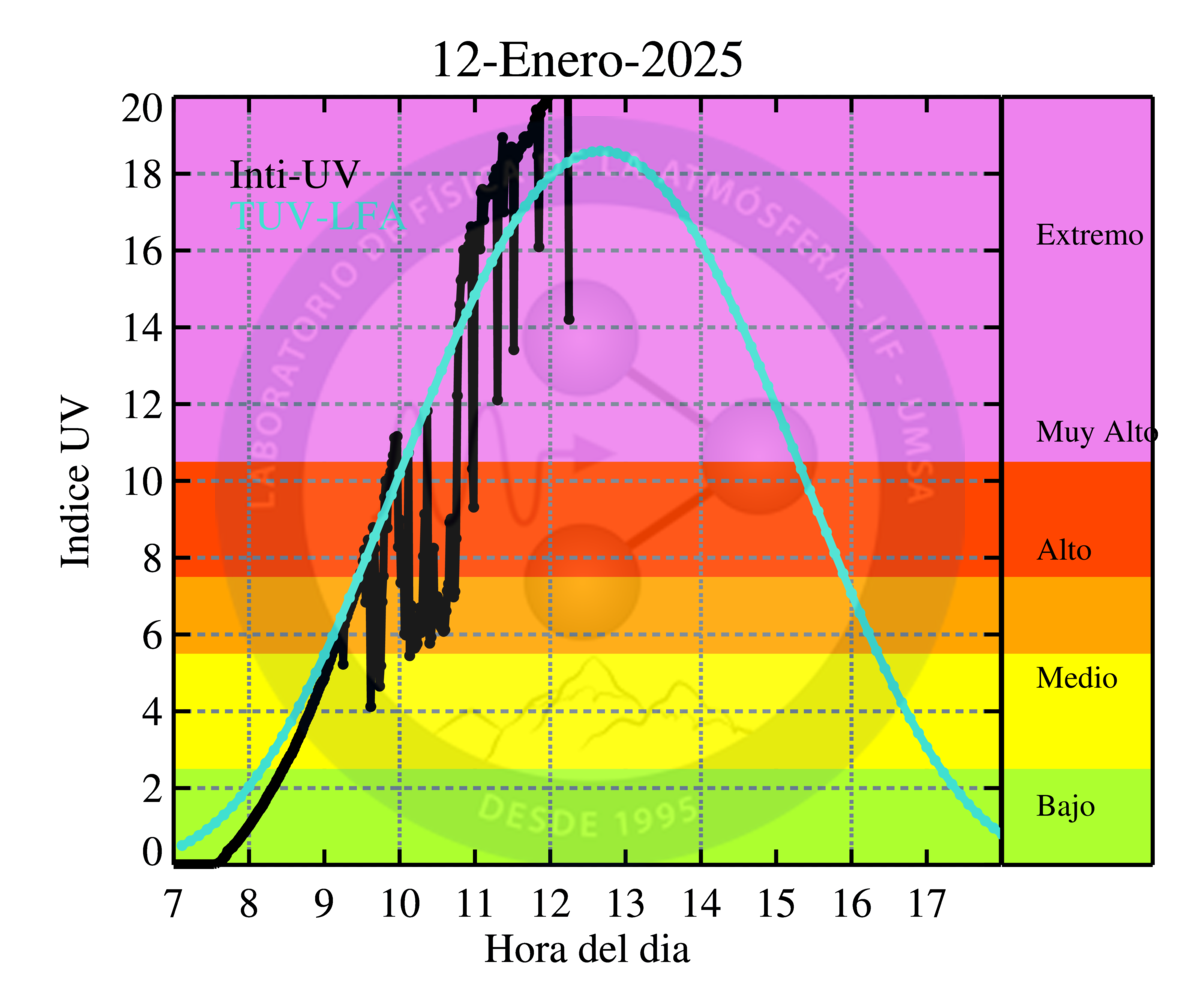 12-Enero-2025
Indice UV
20
18
16
14
12
10
8
6
4
2
0
Inti-UV
TUV-LFA
LABORATORIO DE FÍSICA DE LA ATMÓSFERA - IIF - UMSA
DESDE 1995
Extremo
Muy Alto
Alto
Medio
Bajo
7 8 9 10 11 12 13 14 15 16 17
Hora del dia